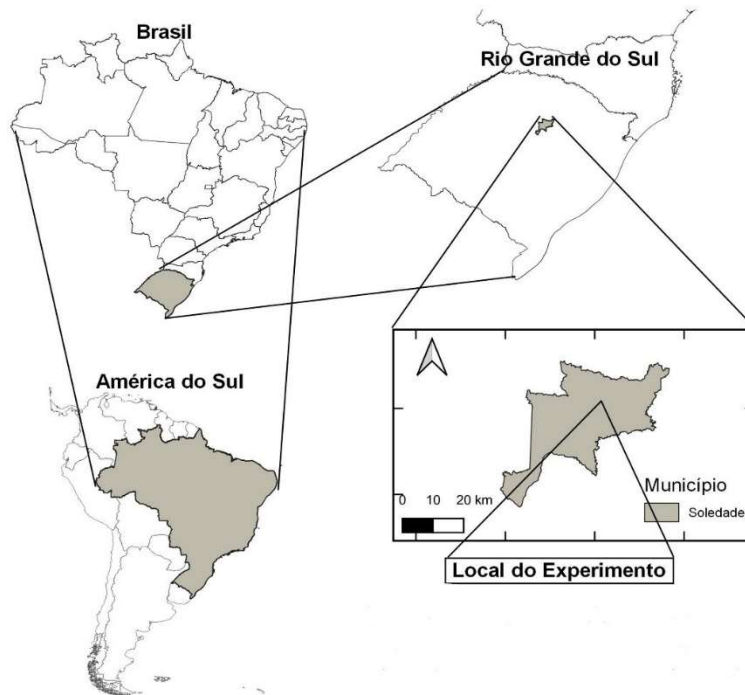 Brasil
Rio Grande do Sul
América do Sul
0 10 20 km
Município
Soledade
Local do Experimento